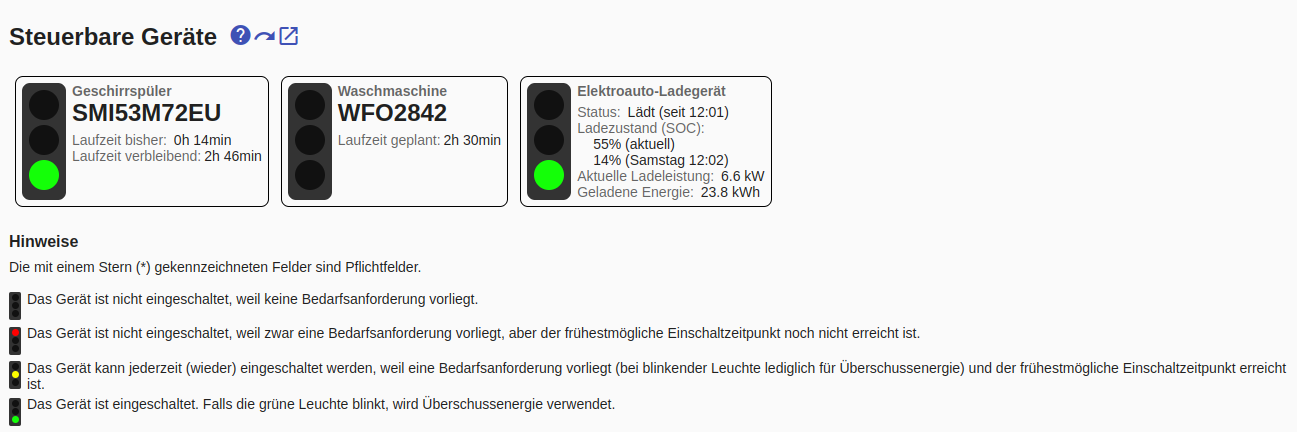 Steuerbare Geräte
Geschirrspüler
SMI53M72EU
Laufzeit bisher: 0h 14min
Laufzeit verbleibend: 2h 46min
Waschmaschine
WFO2842
Laufzeit geplant: 2h 30min
Elektroauto-Ladegerät
Status: Lädt (seit 12:01)
Ladezustand (SOC):
55% (aktuell)
14% (Samstag 12:02)
Aktuelle Ladeleistung: 6.6 kW
Geladene Energie: 23.8 kWh
Hinweise
Die mit einem Stern (*) gekennzeichneten Felder sind Pflichtfelder.
Das Gerät ist nicht eingeschaltet, weil keine Bedarfsanforderung vorliegt.
Das Gerät ist nicht eingeschaltet, weil zwar eine Bedarfsanforderung vorliegt, aber der frühestmögliche Einschaltzeitpunkt noch nicht erreicht ist.
Das Gerät kann jederzeit (wieder) eingeschaltet werden, weil eine Bedarfsanforderung vorliegt (bei blinkender Leuchte lediglich für Überschussenergie) und der frühestmögliche Einschaltzeitpunkt erreicht
ist.
Das Gerät ist eingeschaltet. Falls die grüne Leuchte blinkt, wird Überschussenergie verwendet.